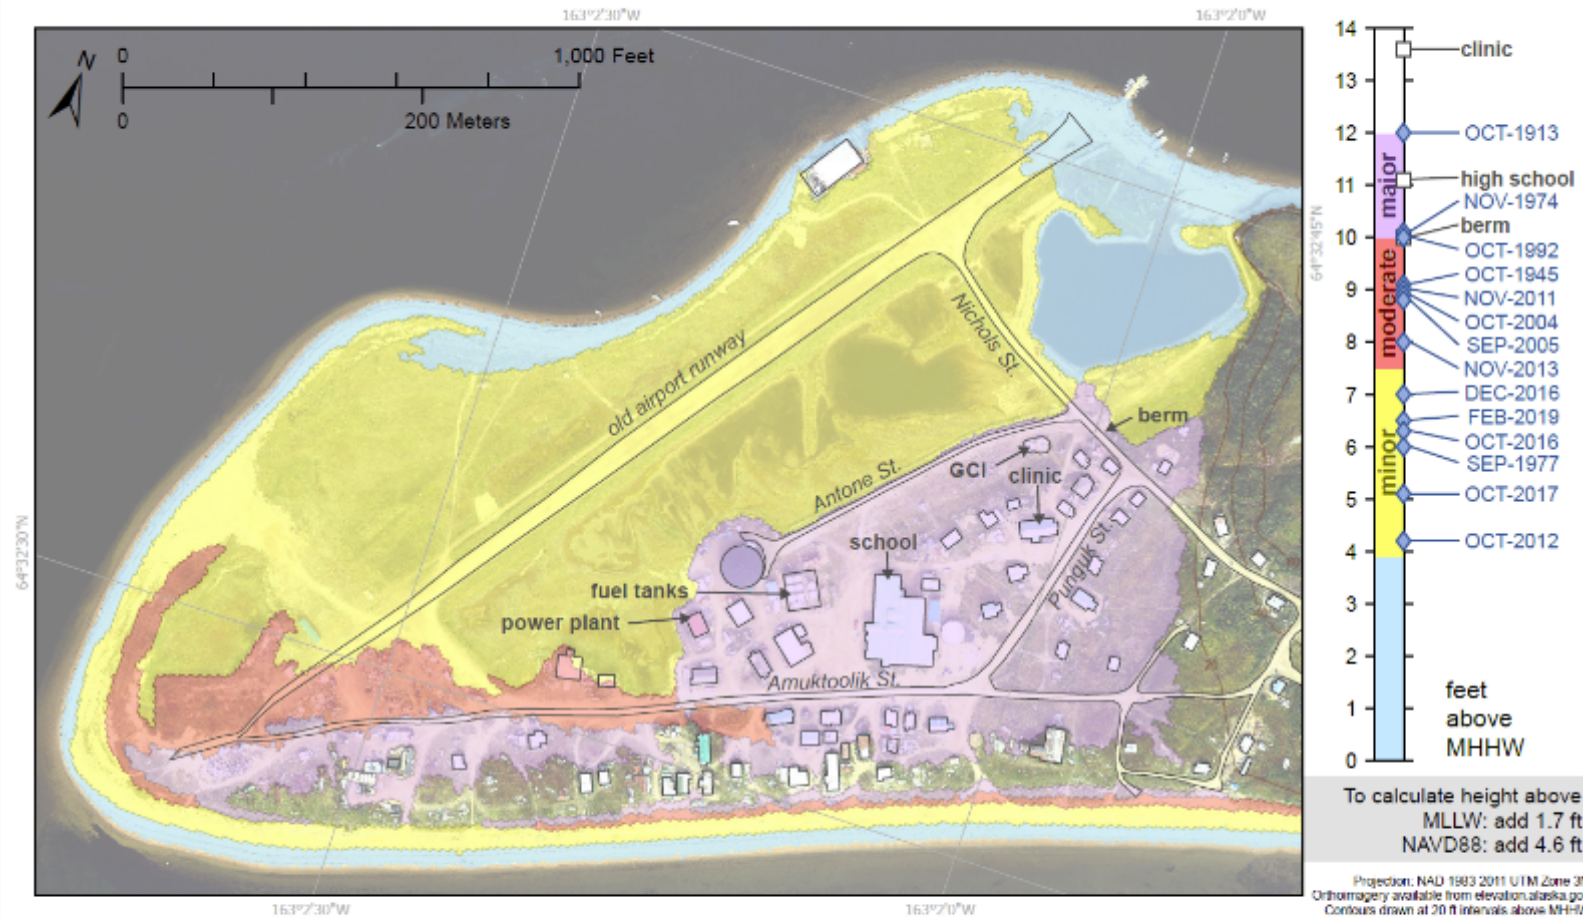 163°2'30"W
163°2'0"W
N
0
1,000 Feet
0
200 Meters
64°32'45"N
64°32'30"N
old airport runway
Nichols St.
berm
GCI
clinic
Antone St.
school
Punguk St.
fuel tanks
power plant
Amuktoolik St.
20
163°2'30"W
163°2'0"W
14
clinic
13
12
OCT-1913
major
high school
11
NOV-1974
berm
10
OCT-1992
moderate
OCT-1945
9
NOV-2011
OCT-2004
SEP-2005
8
NOV-2013
7
DEC-2016
minor
FEB-2019
OCT-2016
6
SEP-1977
5
OCT-2017
OCT-2012
4
3
2
feet
1
above
MHHW
0
To calculate height above
MLLW: add 1.7 ft
NAVD88: add 4.6 ft
Projection: NAD 1983 2011 UTM Zone 3
Orthoimagery available from elevation.alaska.go
Contours drawn at 20 ft intervals above MHHW